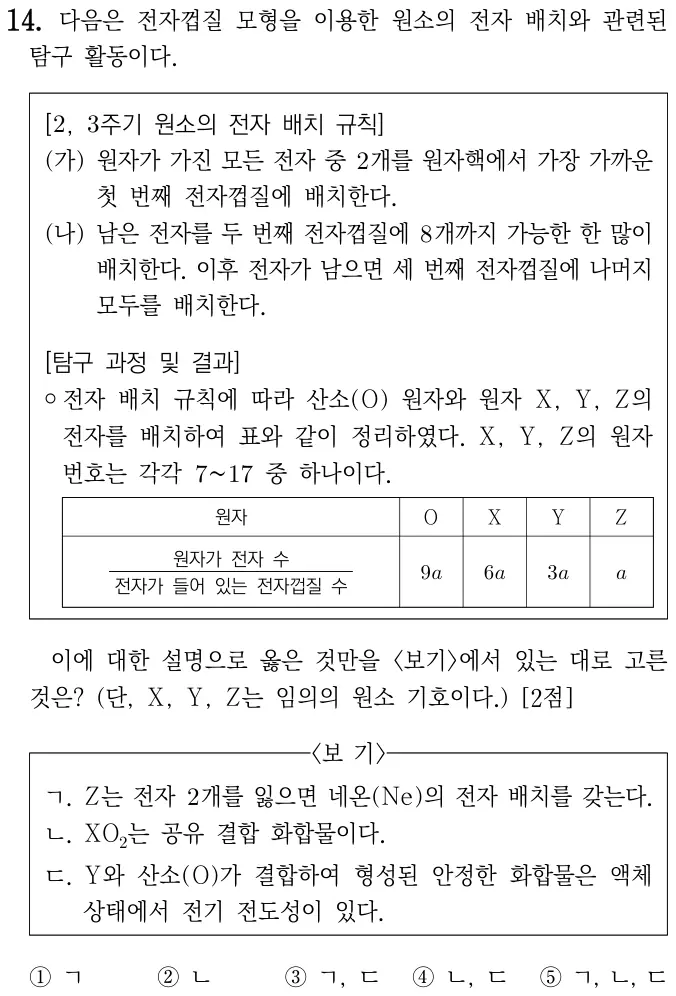 14. 다음은 전자껍질 모형을 이용한 원소의 전자 배치와 관련된
탐구 활동이다.
[2, 3주기 원소의 전자 배치 규칙]
(가) 원자가 가진 모든 전자 중 2개를 원자핵에서 가장 가까운
첫 번째 전자껍질에 배치한다.
(나) 남은 전자를 두 번째 전자껍질에 8개까지 가능한 한 많이
배치한다. 이후 전자가 남으면 세 번째 전자껍질에 나머지
모두를 배치한다.
[탐구 과정 및 결과]
○ 전자 배치 규칙에 따라 산소(O) 원자와 원자 X, Y, Z의
전자를 배치하여 표와 같이 정리하였다. X, Y, Z의 원자
번호는 각각 7~17 중 하나이다.
원자 O X Y Z
원자가 전자 수
전자가 들어 있는 전자껍질 수
9a 6a 3a a
이에 대한 설명으로 옳은 것만을 <보기>에서 있는 대로 고른
것은? (단, X, Y, Z는 임의의 원소 기호이다.) [2점]
<보 기>
ㄱ. Z는 전자 2개를 잃으면 네온(Ne)의 전자 배치를 갖는다.
ㄴ. XO₂는 공유 결합 화합물이다.
ㄷ. Y와 산소(O)가 결합하여 형성된 안정한 화합물은 액체
상태에서 전기 전도성이 있다.
① ㄱ ② ㄴ ③ ㄱ, ㄷ ④ ㄴ, ㄷ ⑤ ㄱ, ㄴ, ㄷ